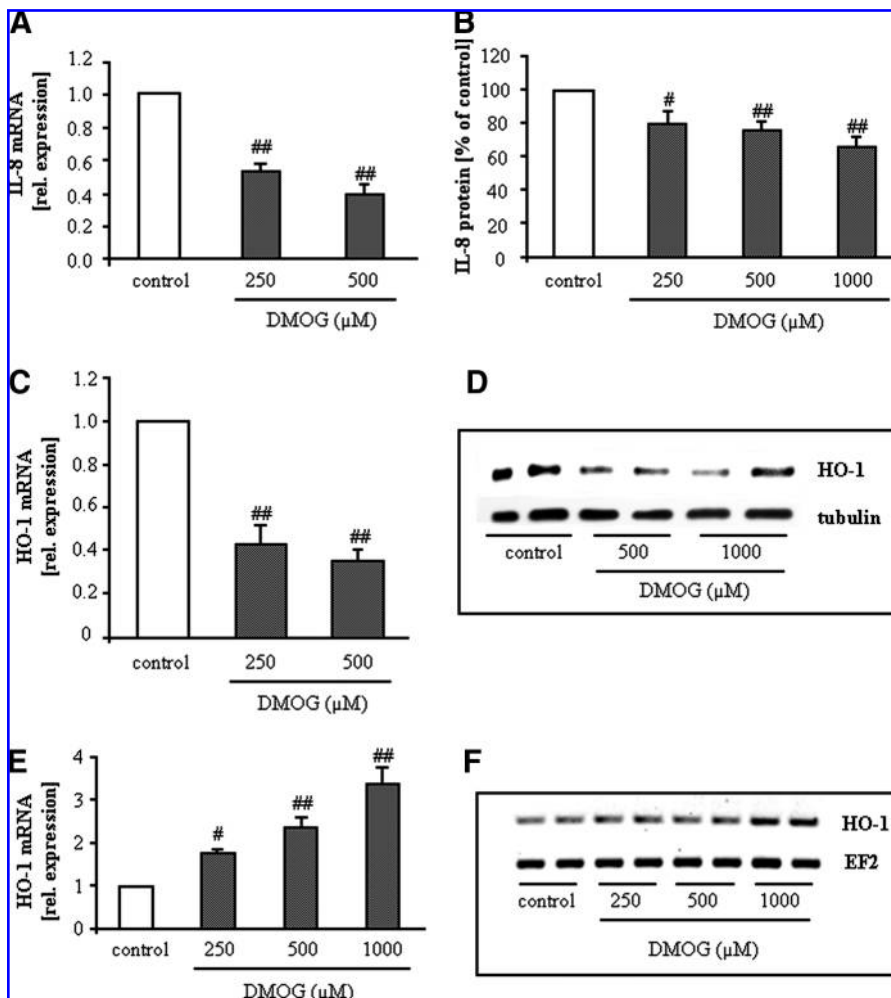 A
IL-8 mRNA
[rel. expression]
1.2
1.0
0.8
0.6
0.4
0.2
0.0
##
##
control 250 500
DMOG (µM)
B
IL-8 protein [% of control]
120
100
80
60
40
20
0
#
##
##
control 250 500 1000
DMOG (µM)
C
HO-1 mRNA
[rel. expression]
1.2
1.0
0.8
0.6
0.4
0.2
0
##
##
control 250 500
DMOG (µM)
D
HO-1
tubulin
control 500 1000
DMOG (µM)
E
HO-1 mRNA
[rel. expression]
4
3
2
1
0
#
##
##
control 250 500 1000
DMOG (µM)
F
HO-1
EF2
control 250 500 1000
DMOG (µM)